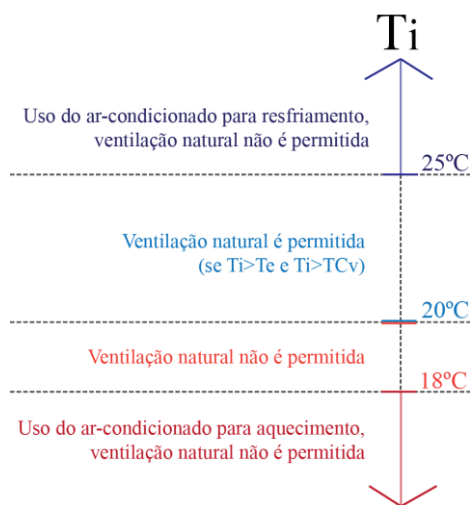 Ti
Uso do ar-condicionado para resfriamento,
ventilação natural não é permitida
25ºC
Ventilação natural é permitida
(se Ti>Te e Ti>TCv)
20ºC
Ventilação natural não é permitida
18ºC
Uso do ar-condicionado para aquecimento,
ventilação natural não é permitida